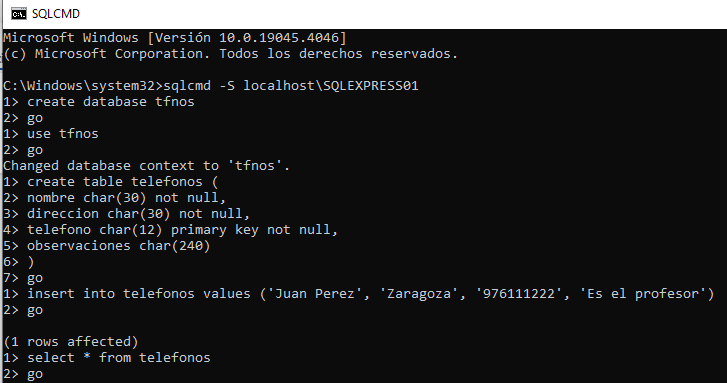 SQLCMD
Microsoft Windows [Versión 10.0.19045.4046]
(c) Microsoft Corporation. Todos los derechos reservados.
C:\Windows\system32>sqlcmd -S localhost\SQLEXPRESS01
1> create database tfnos
2> go
1> use tfnos
2> go
Changed database context to 'tfnos'.
1> create table telefonos (
2> nombre char(30) not null,
3> direccion char(30) not null,
4> telefono char(12) primary key not null,
5> observaciones char(240)
6> )
7> go
1> insert into telefonos values ('Juan Perez', 'Zaragoza', '976111222', 'Es el profesor')
2> go
(1 rows affected)
1> select * from telefonos
2> go